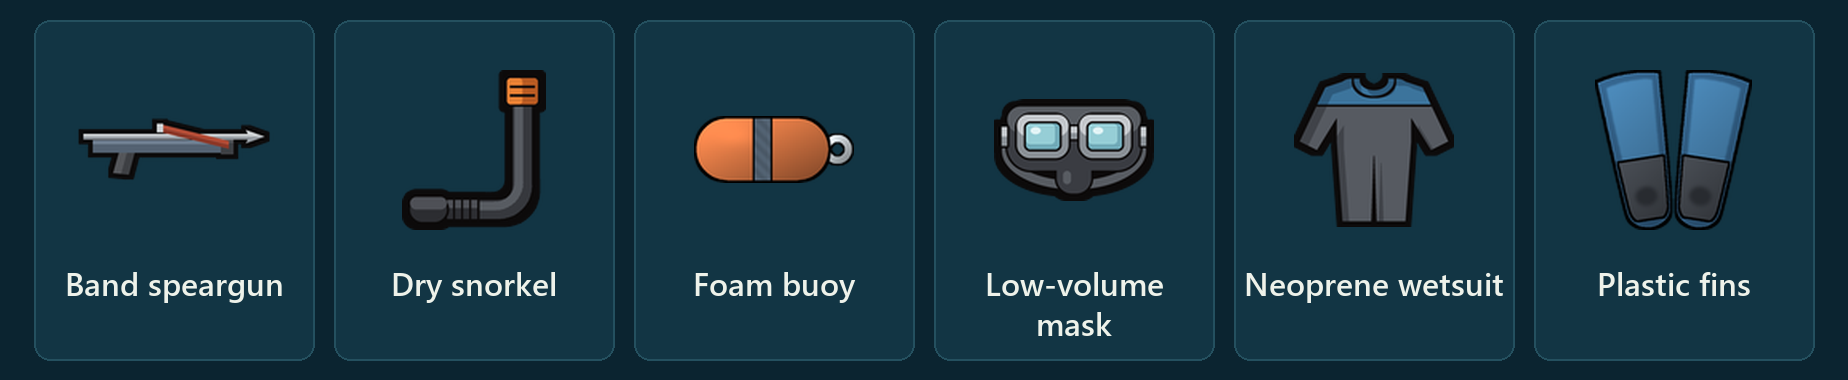 Band speargun
Dry snorkel
Foam buoy
Low-volume
mask
Neoprene wetsuit
Plastic fins